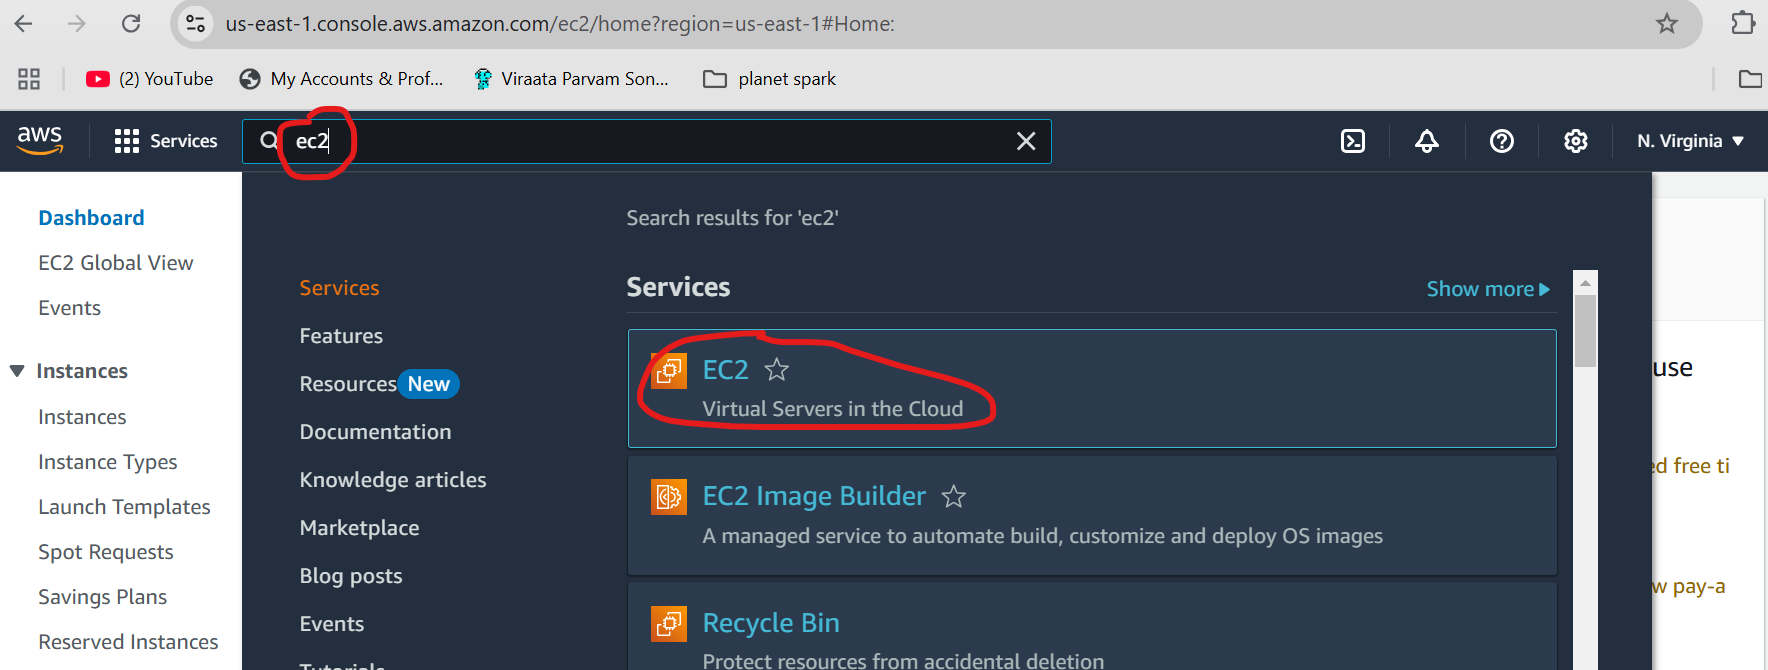 us-east-1.console.aws.amazon.com/ec2/home?region=us-east-1#Home:
(2) YouTube
My Accounts & Prof...
Viraata Parvam Son...
planet spark
aws
Services
ec2
N. Virginia
Dashboard
EC2 Global View
Events
Instances
Instances
Instance Types
Launch Templates
Spot Requests
Savings Plans
Reserved Instances
Search results for 'ec2'
Services
Features
Resources New
Documentation
Knowledge articles
Marketplace
Blog posts
Events
Tutorials
Services
Show more
EC2
Virtual Servers in the Cloud
EC2 Image Builder
A managed service to automate build, customize and deploy OS images
Recycle Bin
Protect resources from accidental deletion
use
ed free ti
w pay-a